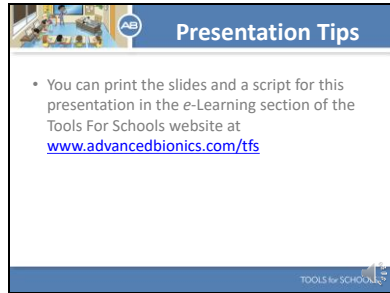 AB
Presentation Tips
• You can print the slides and a script for this
presentation in the e-Learning section of the
Tools For Schools website at
www.advancedbionics.com/tfs
TOOLS for SCHOOLS